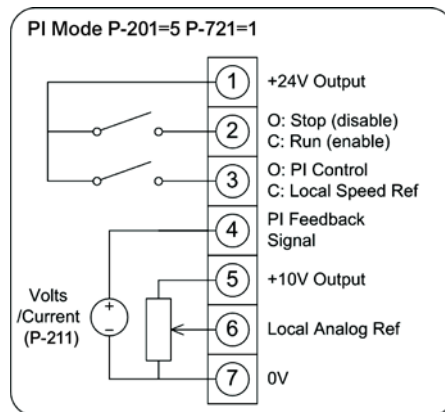 PI Mode P-201=5 P-721=1
1 +24V Output
2 O: Stop (disable)
C: Run (enable)
3 O: PI Control
C: Local Speed Ref
4 PI Feedback
Signal
5 +10V Output
Volts
/Current
(P-211)
+
–
6 Local Analog Ref
7 0V